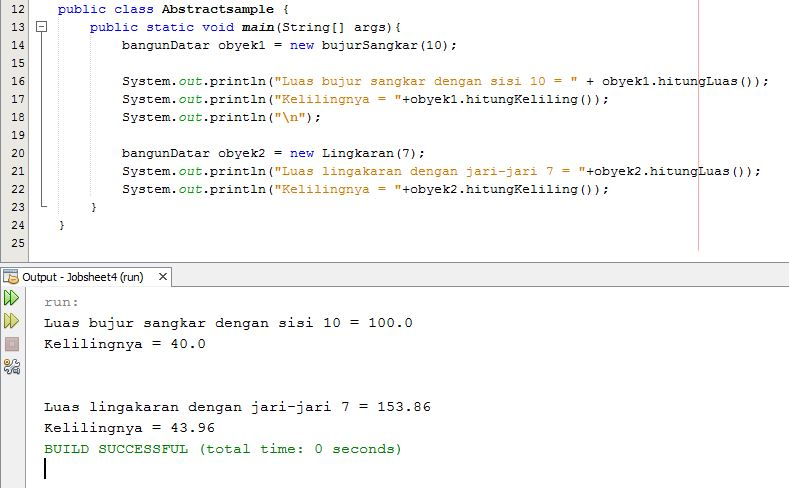 12 public class Abstractsample {
13 public static void main(String[] args){
14 bangunDatar obyek1 = new bujurSangkar(10);
15
16 System.out.println("Luas bujur sangkar dengan sisi 10 = " + obyek1.hitungLuas());
17 System.out.println("Kelilingnya = "+obyek1.hitungKeliling());
18 System.out.println("\n");
19
20 bangunDatar obyek2 = new Lingkaran(7);
21 System.out.println("Luas lingakaran dengan jari-jari 7 = "+obyek2.hitungLuas());
22 System.out.println("Kelilingnya = "+obyek2.hitungKeliling());
23 }
24 }
25
Output - Jobsheet4 (run)
run:
Luas bujur sangkar dengan sisi 10 = 100.0
Kelilingnya = 40.0
Luas lingakaran dengan jari-jari 7 = 153.86
Kelilingnya = 43.96
BUILD SUCCESSFUL (total time: 0 seconds)